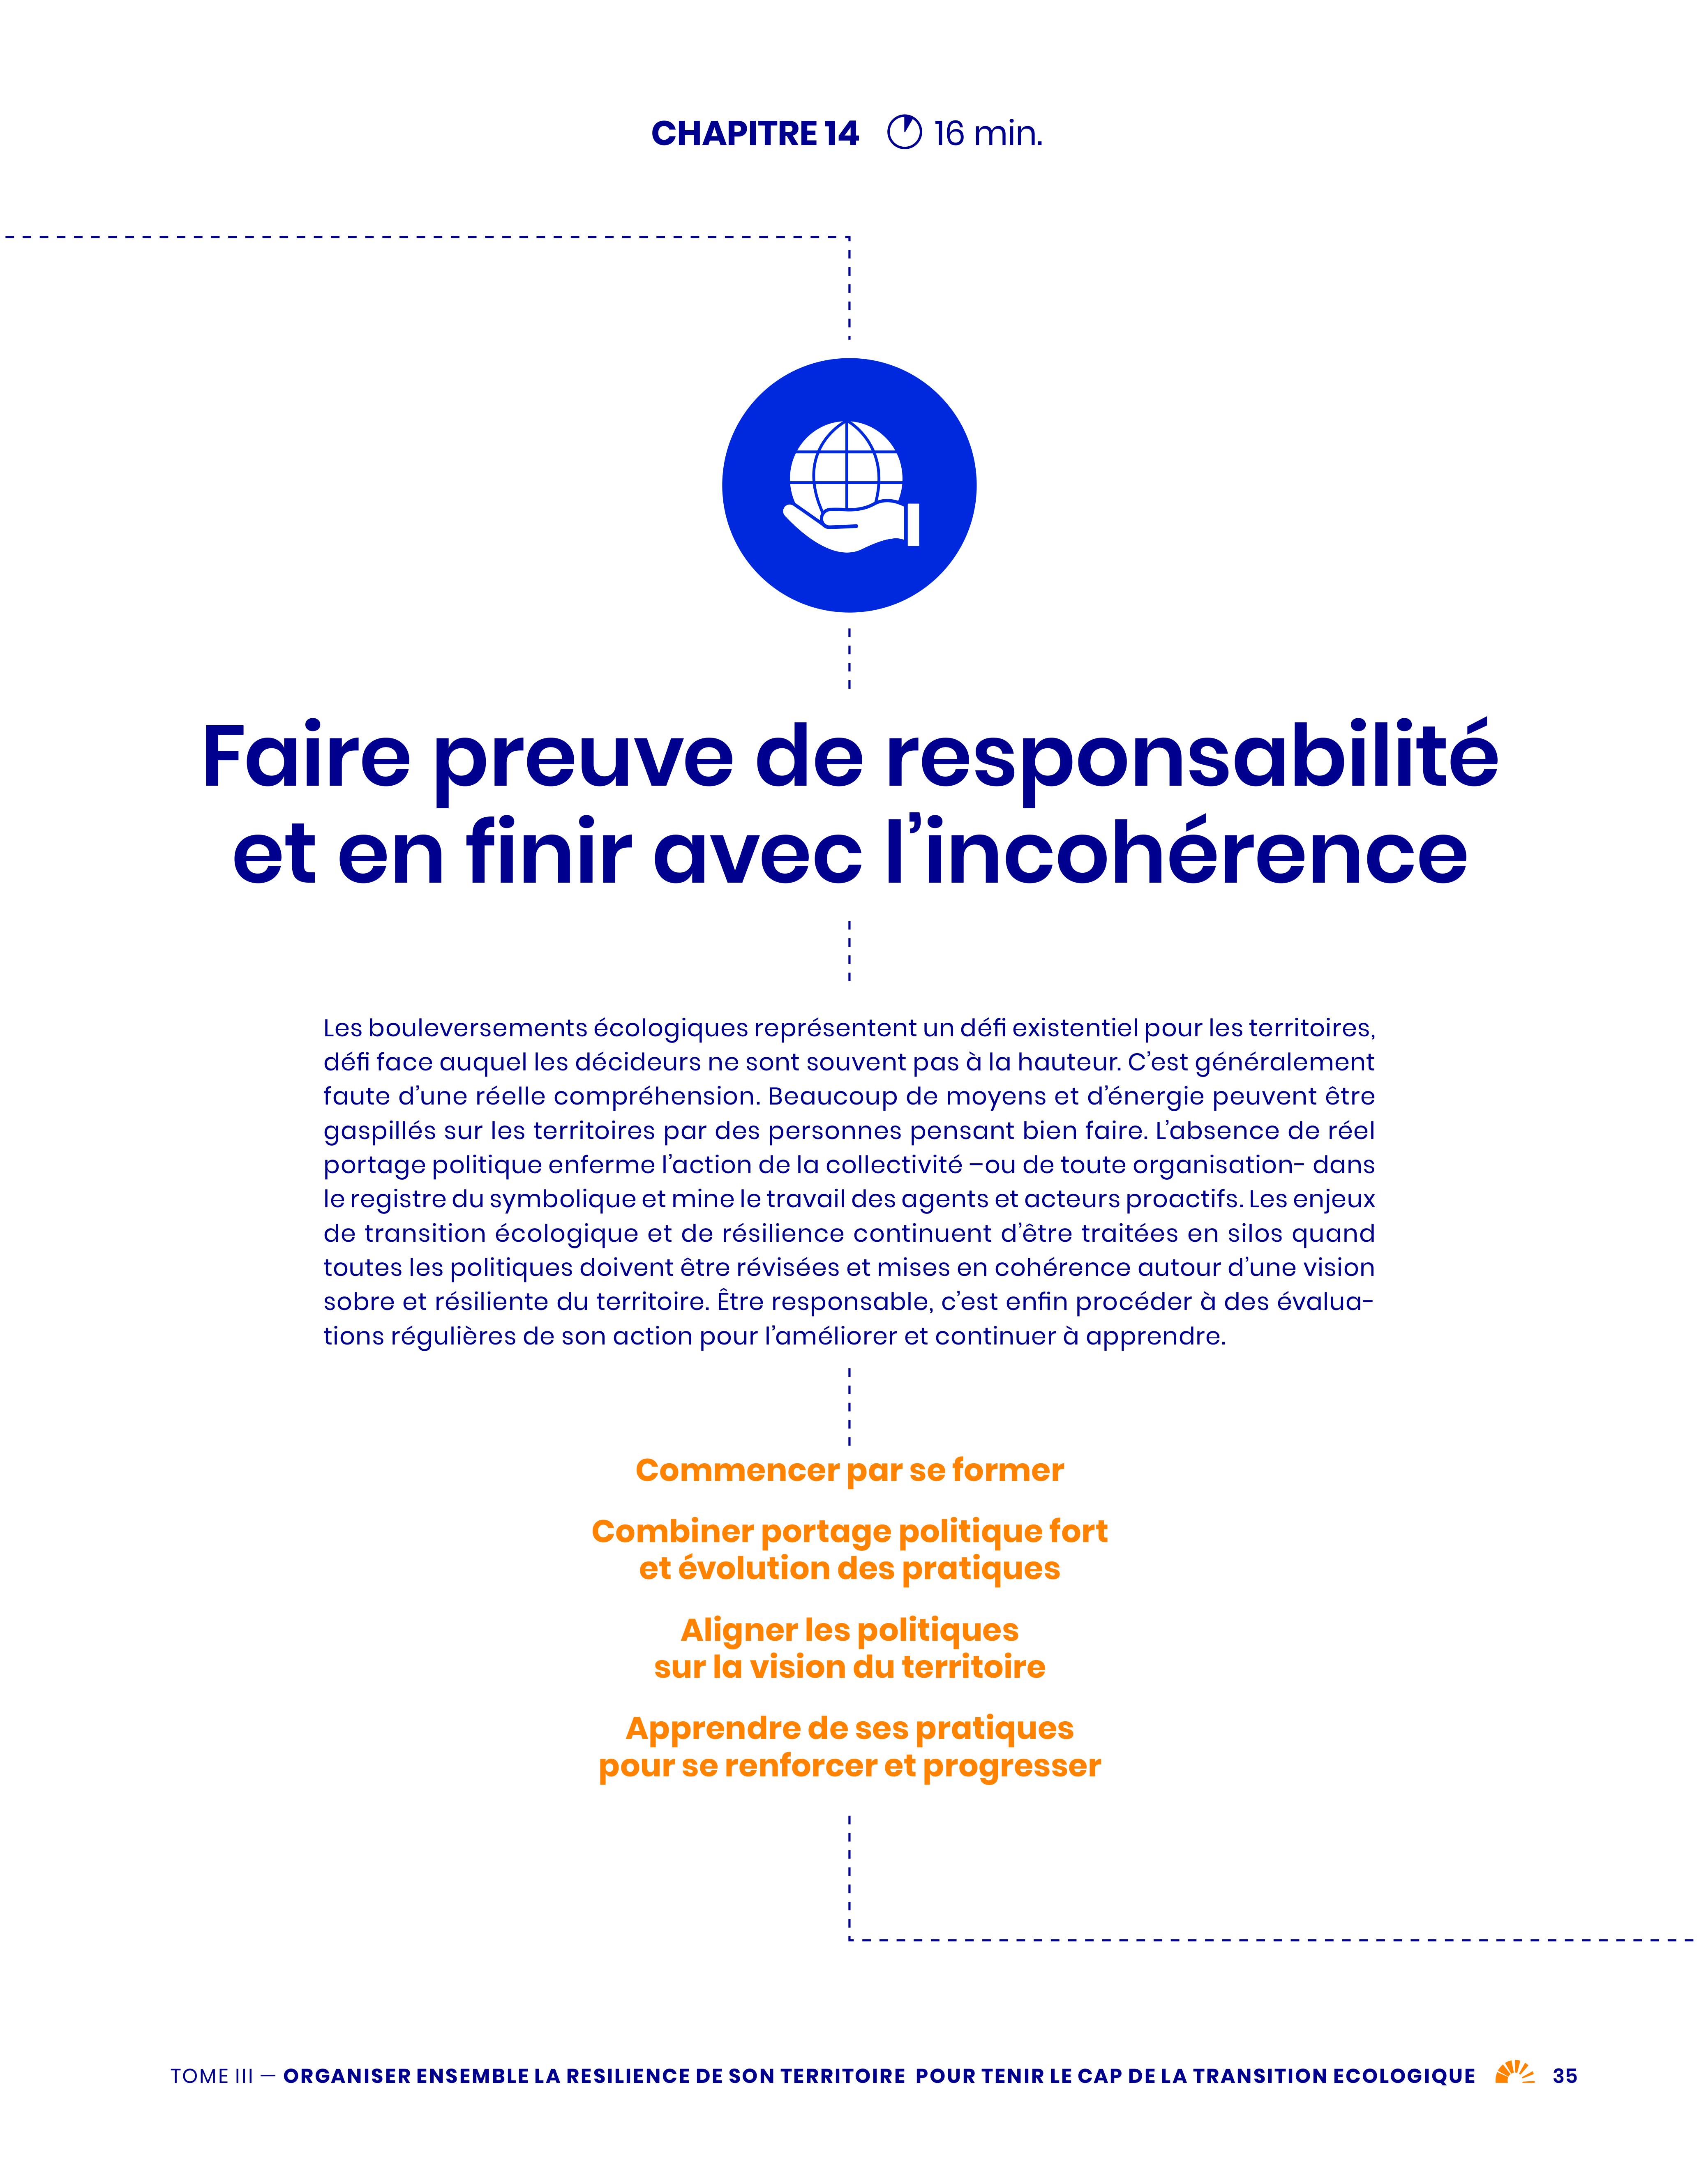 CHAPITRE 14 16 min.
Faire preuve de responsabilité
et en finir avec l’incohérence
Les bouleversements écologiques représentent un défi existentiel pour les territoires,
défi face auquel les décideurs ne sont souvent pas à la hauteur. C’est généralement
faute d’une réelle compréhension. Beaucoup de moyens et d’énergie peuvent être
gaspillés sur les territoires par des personnes pensant bien faire. L’absence de réel
portage politique enferme l’action de la collectivité –ou de toute organisation- dans
le registre du symbolique et mine le travail des agents et acteurs proactifs. Les enjeux
de transition écologique et de résilience continuent d’être traitées en silos quand
toutes les politiques doivent être révisées et mises en cohérence autour d’une vision
sobre et résiliente du territoire. Être responsable, c’est enfin procéder à des évalua-
tions régulières de son action pour l’améliorer et continuer à apprendre.
Commencer par se former
Combiner portage politique fort
et évolution des pratiques
Aligner les politiques
sur la vision du territoire
Apprendre de ses pratiques
pour se renforcer et progresser
TOME III — ORGANISER ENSEMBLE LA RESILIENCE DE SON TERRITOIRE POUR TENIR LE CAP DE LA TRANSITION ECOLOGIQUE 35